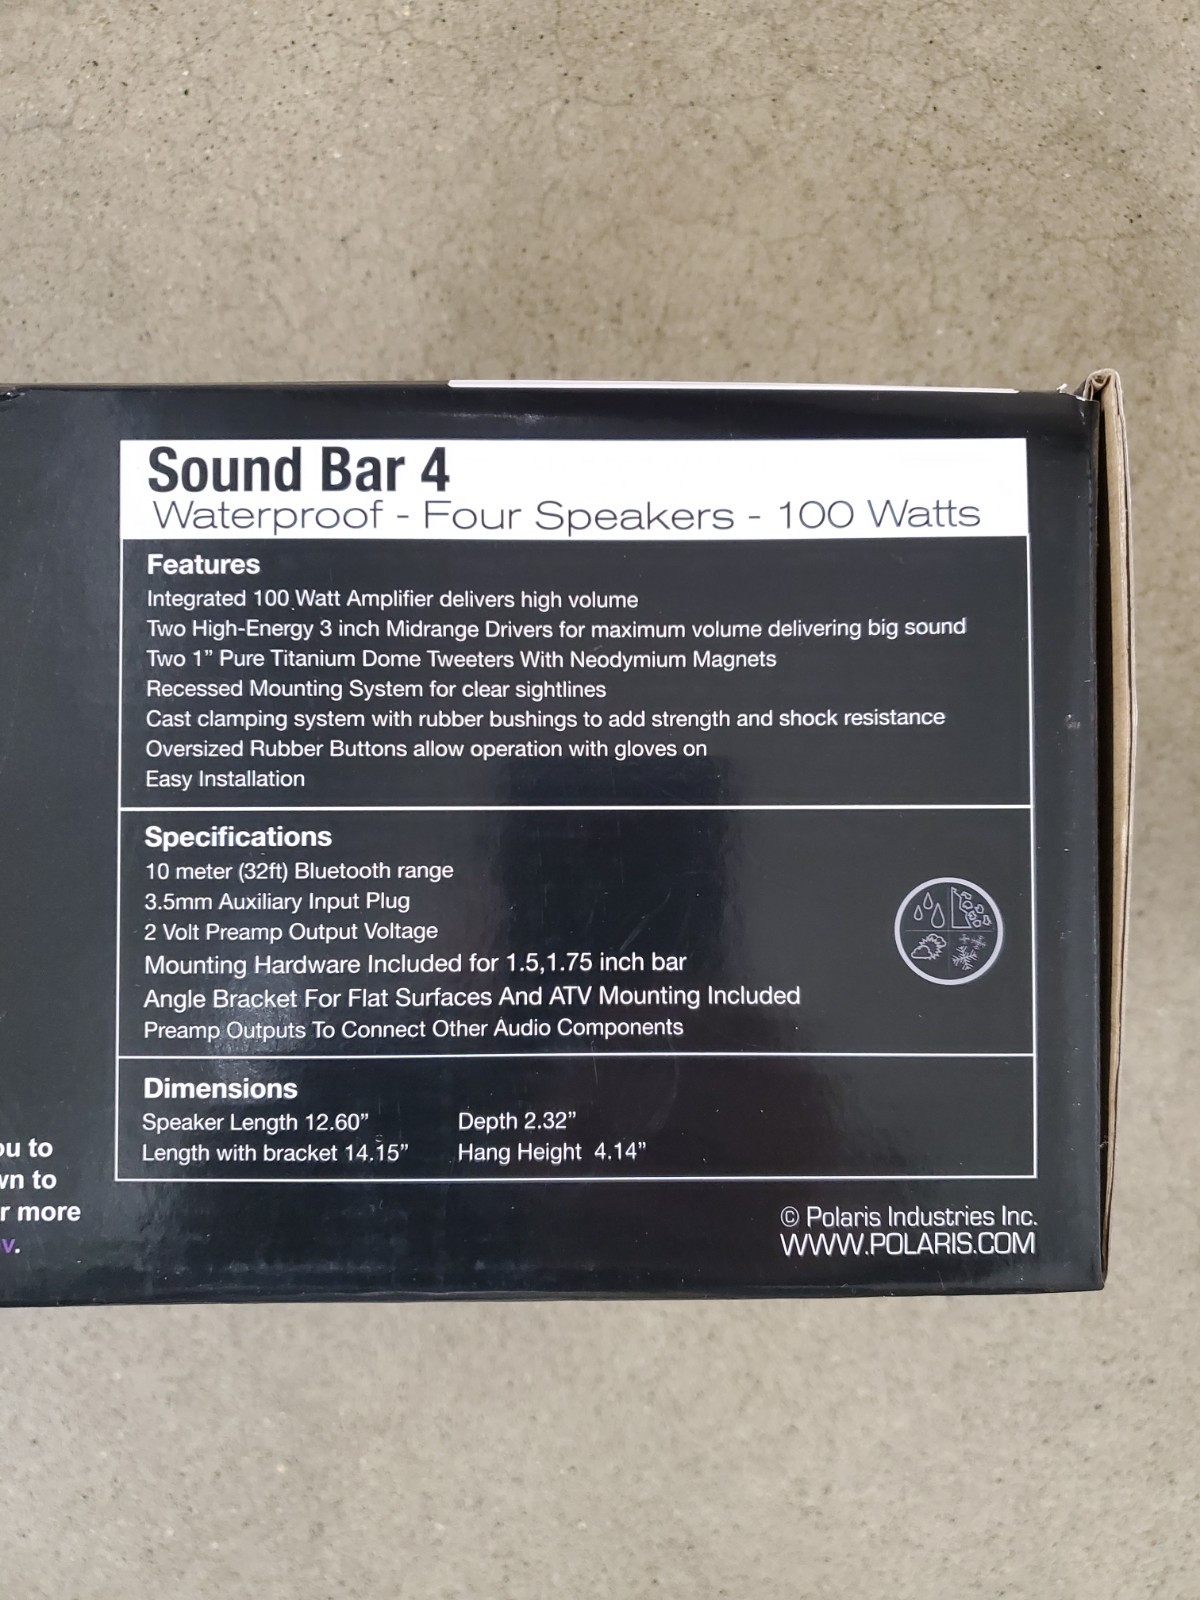 Sound Bar 4
Waterproof - Four Speakers - 100 Watts
Features
Integrated 100 Watt Amplifier delivers high volume
Two High-Energy 3 inch Midrange Drivers for maximum volume delivering big sound
Two 1” Pure Titanium Dome Tweeters With Neodymium Magnets
Recessed Mounting System for clear sightlines
Cast clamping system with rubber bushings to add strength and shock resistance
Oversized Rubber Buttons allow operation with gloves on
Easy Installation
Specifications
10 meter (32ft) Bluetooth range
3.5mm Auxiliary Input Plug
2 Volt Preamp Output Voltage
Mounting Hardware Included for 1.5,1.75 inch bar
Angle Bracket For Flat Surfaces And ATV Mounting Included
Preamp Outputs To Connect Other Audio Components
Dimensions
Speaker Length 12.60” Depth 2.32”
Length with bracket 14.15” Hang Height 4.14”
to
to
more
© Polaris Industries Inc.
WWW.POLARIS.COM